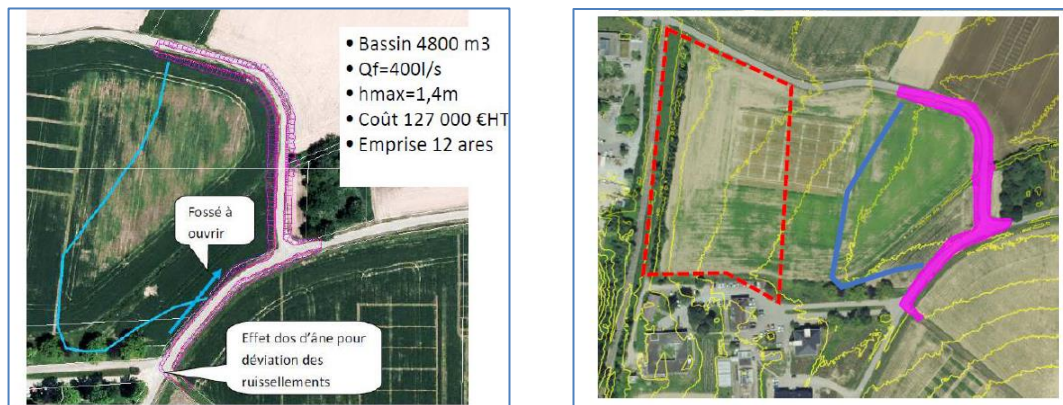 • Bassin 4800 m3
• Qf=400l/s
• hmax=1,4m
• Coût 127 000 €HT
• Emprise 12 ares
Fossé à
ouvrir
Effet dos d'âne pour
déviation des
ruissellements